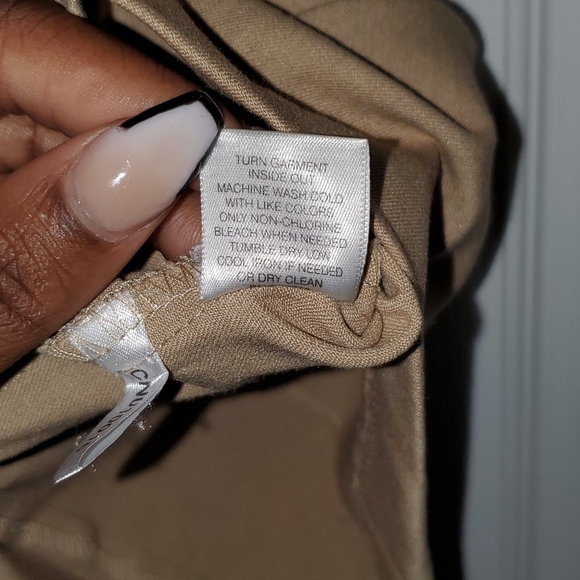 TURN GARMENT
INSIDE OUT
MACHINE WASH COLD
WITH LIKE COLORS
ONLY NON-CHLORINE
BLEACH WHEN NEEDED
TUMBLE DRY LOW
COOL IRON IF NEEDED
OR DRY CLEAN